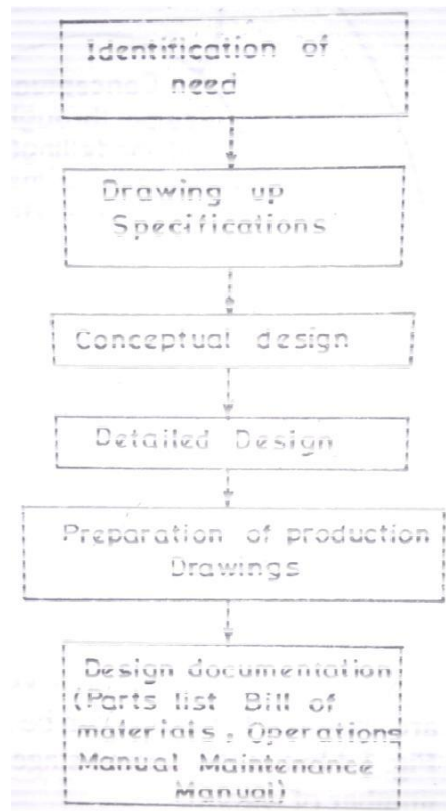 Identification of
need
Drawing up
Specifications
Conceptual design
Detailed Design
Preparation of production
Drawings
Design documentation
(Parts list Bill of
materials, Operations
Manual Maintenance
Manual)